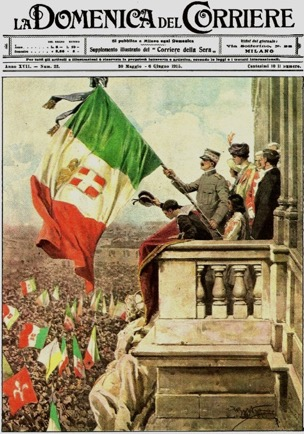 LA DOMENICA DEL CORRIERE
Si pubblica a Milano ogni Domenica
Supplemento illustrato del "Corriere della Sera"
Uffici del giornale:
Via Solferino, N. 28
MILANO
Per tutti gli articoli e illustrazioni è riservata la proprietà letteraria e artistica, secondo le leggi e i trattati internazionali.
Anno XVII. — Num. 22.
30 Maggio - 6 Giugno 1915.
Centesimi 10 il numero.